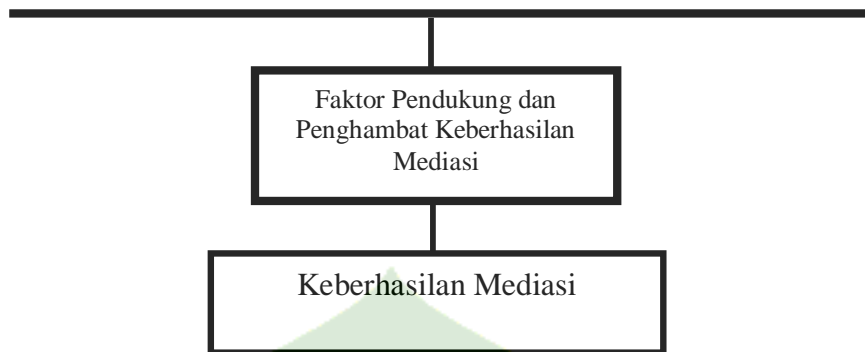 Faktor Pendukung dan
Penghambat Keberhasilan
Mediasi
Keberhasilan Mediasi